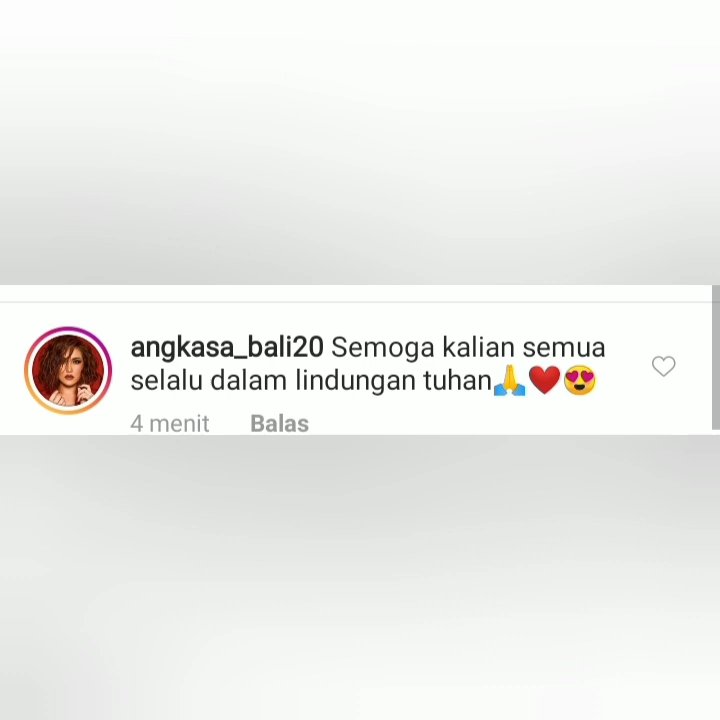 angkasa_bali20 Semoga kalian semua
selalu dalam lindungan tuhan🙏❤️😍
4 menit Balas